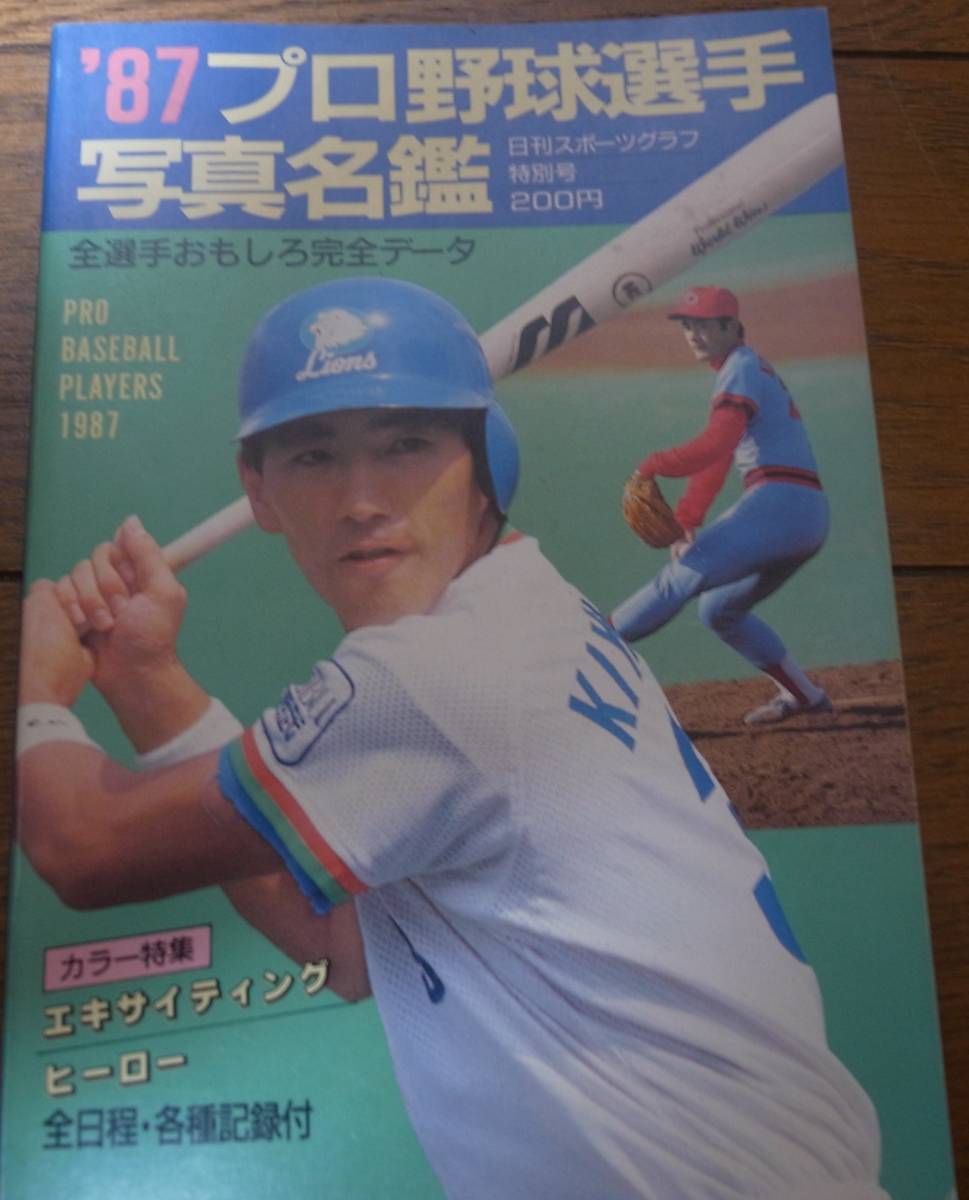 '87プロ野球選手
写真名鑑
日刊スポーツグラフ
特別号
200円
全選手おもしろ完全データ
PRO
BASEBALL
PLAYERS
1987
Lions
World Win
KI
カラー特集
エキサイティング
ヒーロー
全日程・各種記録付